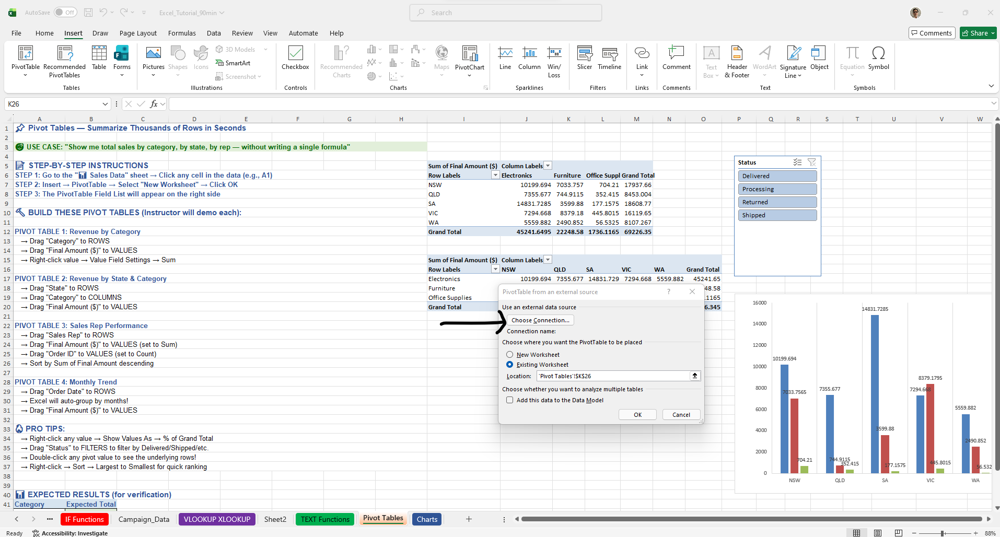 AutoSave Off Excel_Tutorial_90min Search
File Home Insert Draw Page Layout Formulas Data Review View Automate Help Comments Share
PivotTable Recommended PivotTables Table Forms
Tables
Pictures Shapes Icons 3D Models SmartArt Screenshot
Illustrations
Checkbox
Controls
Recommended Charts Maps PivotChart
Charts
Line Column Win/Loss
Sparklines
Slicer Timeline
Filters
Link
Links
Comment
Comments
Text Box Header & Footer WordArt Signature Line Object
Text
Equation Symbol
Symbols
K26 fx
A B C D E F G H I J K L M N O P Q R S T U V W
1 Pivot Tables — Summarize Thousands of Rows in Seconds
2
3 USE CASE: "Show me total sales by category, by state, by rep — without writing a single formula"
4
5 STEP-BY-STEP INSTRUCTIONS
6 STEP 1: Go to the " Sales Data" sheet → Click any cell in the data (e.g., A1)
7 STEP 2: Insert → PivotTable → Select "New Worksheet" → Click OK
8 STEP 3: The PivotTable Field List will appear on the right side
9
10 BUILD THESE PIVOT TABLES (Instructor will demo each):
11
12 PIVOT TABLE 1: Revenue by Category
13 → Drag "Category" to ROWS
14 → Drag "Final Amount ($)" to VALUES
15 → Right-click value → Value Field Settings → Sum
16
17 PIVOT TABLE 2: Revenue by State & Category
18 → Drag "State" to ROWS
19 → Drag "Category" to COLUMNS
20 → Drag "Final Amount ($)" to VALUES
21
22 PIVOT TABLE 3: Sales Rep Performance
23 → Drag "Sales Rep" to ROWS
24 → Drag "Final Amount ($)" to VALUES (set to Sum)
25 → Drag "Order ID" to VALUES (set to Count)
26 → Sort by Sum of Final Amount descending
27
28 PIVOT TABLE 4: Monthly Trend
29 → Drag "Order Date" to ROWS
30 → Excel will auto-group by months!
31 → Drag "Final Amount ($)" to VALUES
32
33 PRO TIPS:
34 → Right-click any value → Show Values As → % of Grand Total
35 → Drag "Status" to FILTERS to filter by Delivered/Shipped/etc.
36 → Double-click any pivot value to see the underlying rows!
37 → Right-click → Sort → Largest to Smallest for quick ranking
38
39
40 EXPECTED RESULTS (for verification)
41 Category Expected Total
Sum of Final Amount ($) Column Labels
Row Labels Electronics Furniture Office Suppl Grand Total
NSW 10199.694 7033.757 704.21 17937.66
QLD 7355.677 744.9115 352.415 8453.004
SA 14831.7285 3599.88 177.1575 18608.77
VIC 7294.668 8379.18 445.8015 16119.65
WA 5559.882 2490.852 56.5325 8107.267
Grand Total 45241.6495 22248.58 1736.1165 69226.35
Sum of Final Amount ($) Column Labels
Row Labels NSW QLD SA VIC WA Grand Total
Electronics 10199.694 7355.677 14831.729 7294.668 5559.882 45241.65
Furniture 48.58
Office Supplies .1165
Grand Total 6.345
PivotTable from an external source ?
Use an external data source
Choose Connection...
Connection name:
Choose where you want the PivotTable to be placed
New Worksheet
Existing Worksheet
Location: 'Pivot Tables'!$K$26
Choose whether you want to analyze multiple tables
Add this data to the Data Model
OK Cancel
Status
Delivered
Processing
Returned
Shipped
16000
14000
12000
10000
8000
6000
4000
2000
0
10199.694 7033.7565 704.21
7355.677 744.9115 352.415
14831.7285 3599.88 177.1575
7294.668 8379.1795 445.8015
5559.882 2490.852 56.532
NSW QLD SA VIC WA
IF Functions Campaign_Data VLOOKUP XLOOKUP Sheet2 TEXT Functions Pivot Tables Charts
Ready Accessibility: Investigate 88%